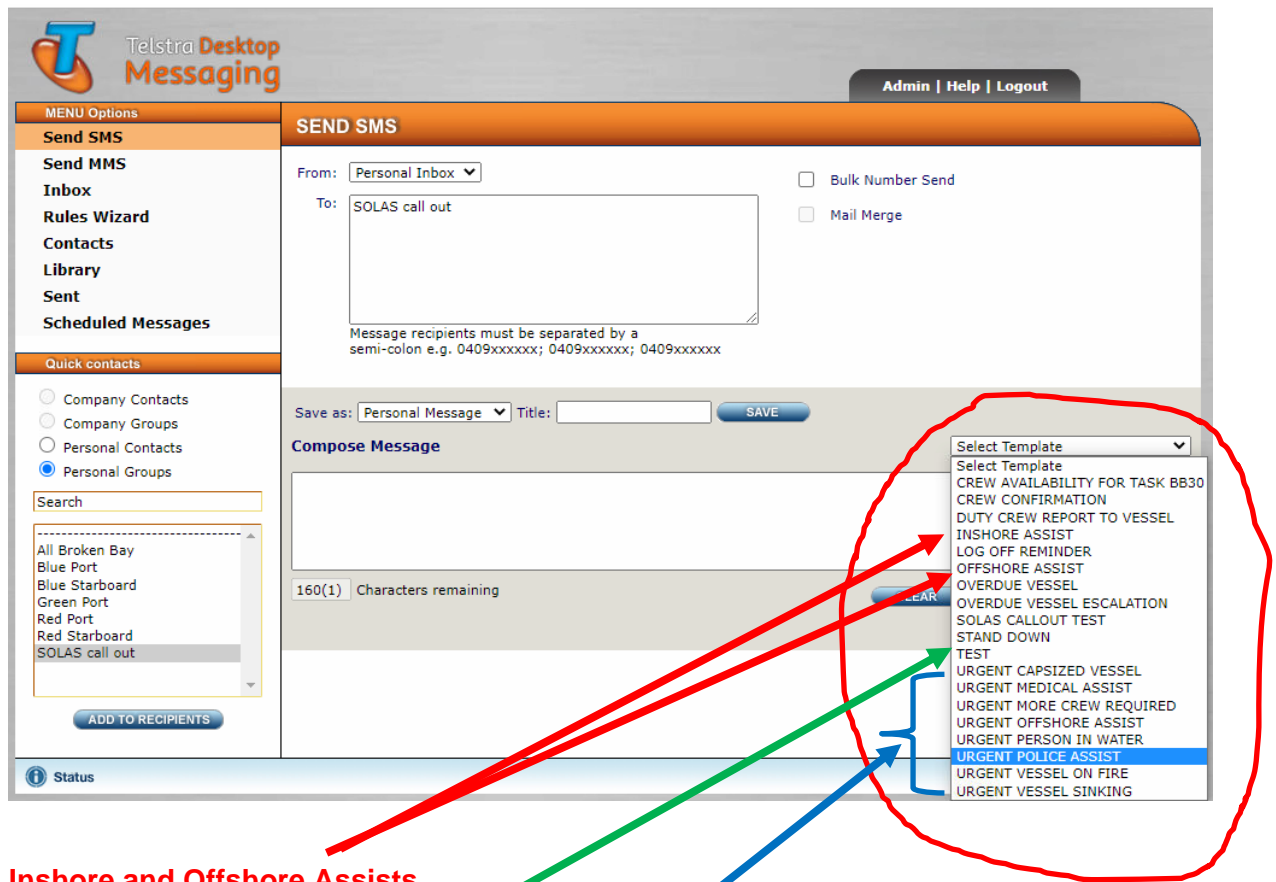 Telstra Desktop
Messaging
Admin | Help | Logout
MENU Options
Send SMS
Send MMS
Inbox
Rules Wizard
Contacts
Library
Sent
Scheduled Messages
Quick contacts
Company Contacts
Company Groups
Personal Contacts
Personal Groups
Search
----------------------------------
All Broken Bay
Blue Port
Blue Starboard
Green Port
Red Port
Red Starboard
SOLAS call out
ADD TO RECIPIENTS
SEND SMS
From: Personal Inbox
To: SOLAS call out
Bulk Number Send
Mail Merge
Message recipients must be separated by a
semi-colon e.g. 0409xxxxxx; 0409xxxxxx; 0409xxxxxx
Save as: Personal Message Title: SAVE
Compose Message
160(1) Characters remaining
CLEAR
Select Template
Select Template
CREW AVAILABILITY FOR TASK BB30
CREW CONFIRMATION
DUTY CREW REPORT TO VESSEL
INSHORE ASSIST
LOG OFF REMINDER
OFFSHORE ASSIST
OVERDUE VESSEL
OVERDUE VESSEL ESCALATION
SOLAS CALLOUT TEST
STAND DOWN
TEST
URGENT CAPSIZED VESSEL
URGENT MEDICAL ASSIST
URGENT MORE CREW REQUIRED
URGENT OFFSHORE ASSIST
URGENT PERSON IN WATER
URGENT POLICE ASSIST
URGENT VESSEL ON FIRE
URGENT VESSEL SINKING
Status
Inshore and Offshore Assists